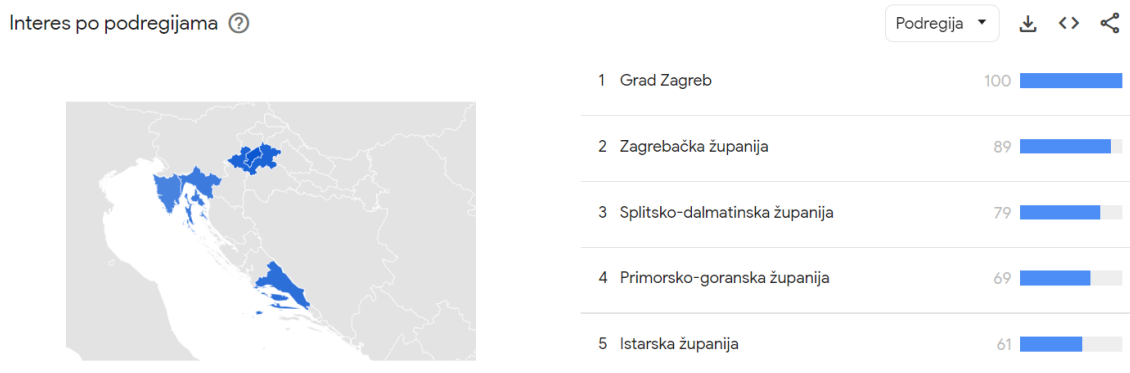 Interes po podregijama
Podregija
1 Grad Zagreb 100
2 Zagrebačka županija 89
3 Splitsko-dalmatinska županija 79
4 Primorsko-goranska županija 69
5 Istarska županija 61